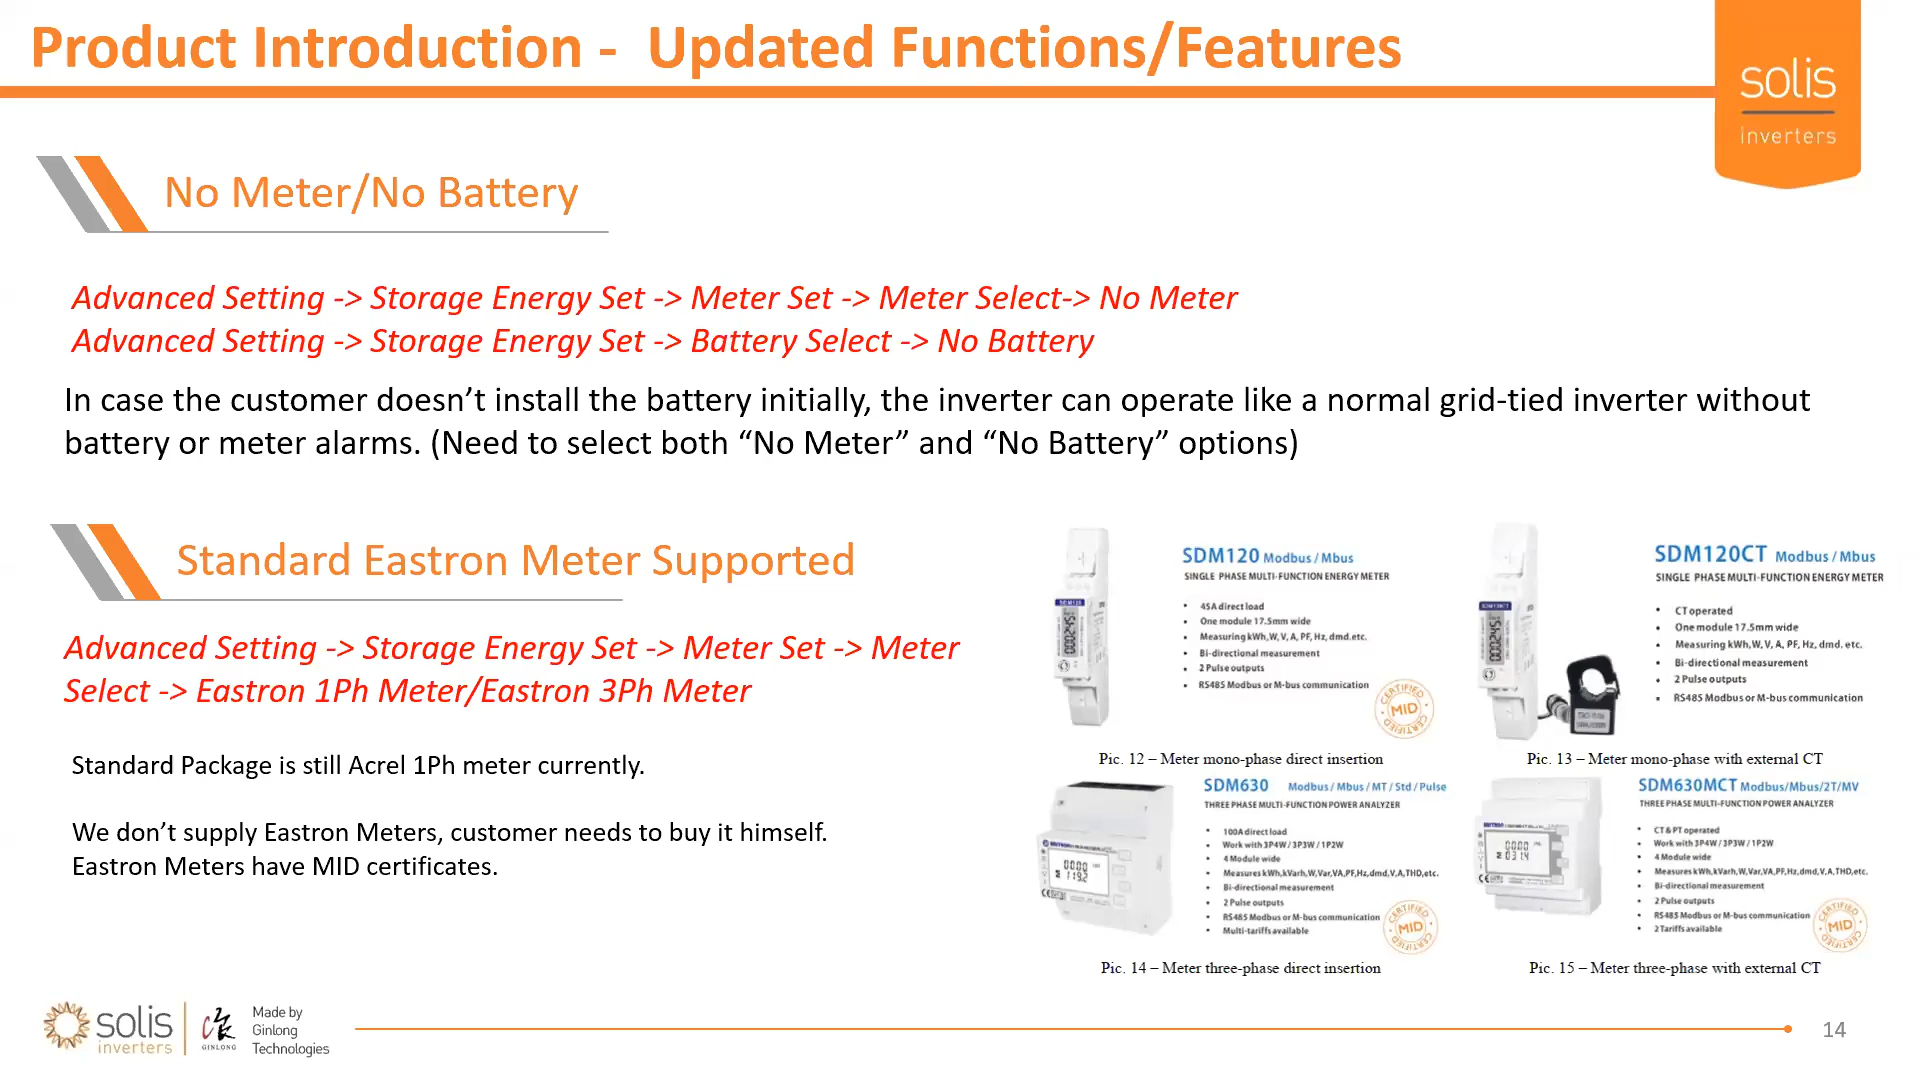 Product Introduction -  Updated Functions/Features
solis
inverters
No Meter/No Battery
Advanced Setting -> Storage Energy Set -> Meter Set -> Meter Select-> No Meter
Advanced Setting -> Storage Energy Set -> Battery Select -> No Battery
In case the customer doesn’t install the battery initially, the inverter can operate like a normal grid-tied inverter without
battery or meter alarms. (Need to select both “No Meter” and “No Battery” options)
Standard Eastron Meter Supported
Advanced Setting -> Storage Energy Set -> Meter Set -> Meter
Select -> Eastron 1Ph Meter/Eastron 3Ph Meter
Standard Package is still Acrel 1Ph meter currently.
We don’t supply Eastron Meters, customer needs to buy it himself.
Eastron Meters have MID certificates.
SDM120 Modbus / Mbus
SINGLE PHASE MULTI-FUNCTION ENERGY METER
• 45A direct load
• One module 17.5mm wide
• Measuring kWh, W, V, A, PF, Hz, dmd.etc.
• Bi-directional measurement
• 2 Pulse outputs
• RS485 Modbus or M-bus communication
CERTIFIED
MID
CERTIFIED
Pic. 12 – Meter mono-phase direct insertion
SDM120CT Modbus / Mbus
SINGLE PHASE MULTI-FUNCTION ENERGY METER
• CT operated
• One module 17.5mm wide
• Measuring kWh, W, V, A, PF, Hz, dmd. etc.
• Bi-directional measurement
• 2 Pulse outputs
• RS485 Modbus or M-bus communication
Pic. 13 – Meter mono-phase with external CT
SDM630 Modbus / Mbus / MT / Std / Pulse
THREE PHASE MULTI-FUNCTION POWER ANALYZER
• 100A direct load
• Work with 3P4W / 3P3W / 1P2W
• 4 Module wide
• Measures kWh,kVarh,W,Var,VA,PF,Hz,dmd,V,A,THD,etc.
• Bi-directional measurement
• 2 Pulse outputs
• RS485 Modbus or M-bus communication
• Multi-tariffs available
CERTIFIED
MID
CERTIFIED
Pic. 14 – Meter three-phase direct insertion
SDM630MCT Modbus/Mbus/2T/MV
THREE PHASE MULTI-FUNCTION POWER ANALYZER
• CT & PT operated
• Work with 3P4W / 3P3W / 1P2W
• 4 Module wide
• Measures kWh,kVarh,W,Var,VA,PF,Hz,dmd,V,A,THD,etc.
• Bi-directional measurement
• 2 Pulse outputs
• RS485 Modbus or M-bus communication
• 2 Tariffs available
CERTIFIED
MID
CERTIFIED
Pic. 15 – Meter three-phase with external CT
solis
inverters
GINLONG
Made by
Ginlong
Technologies
14